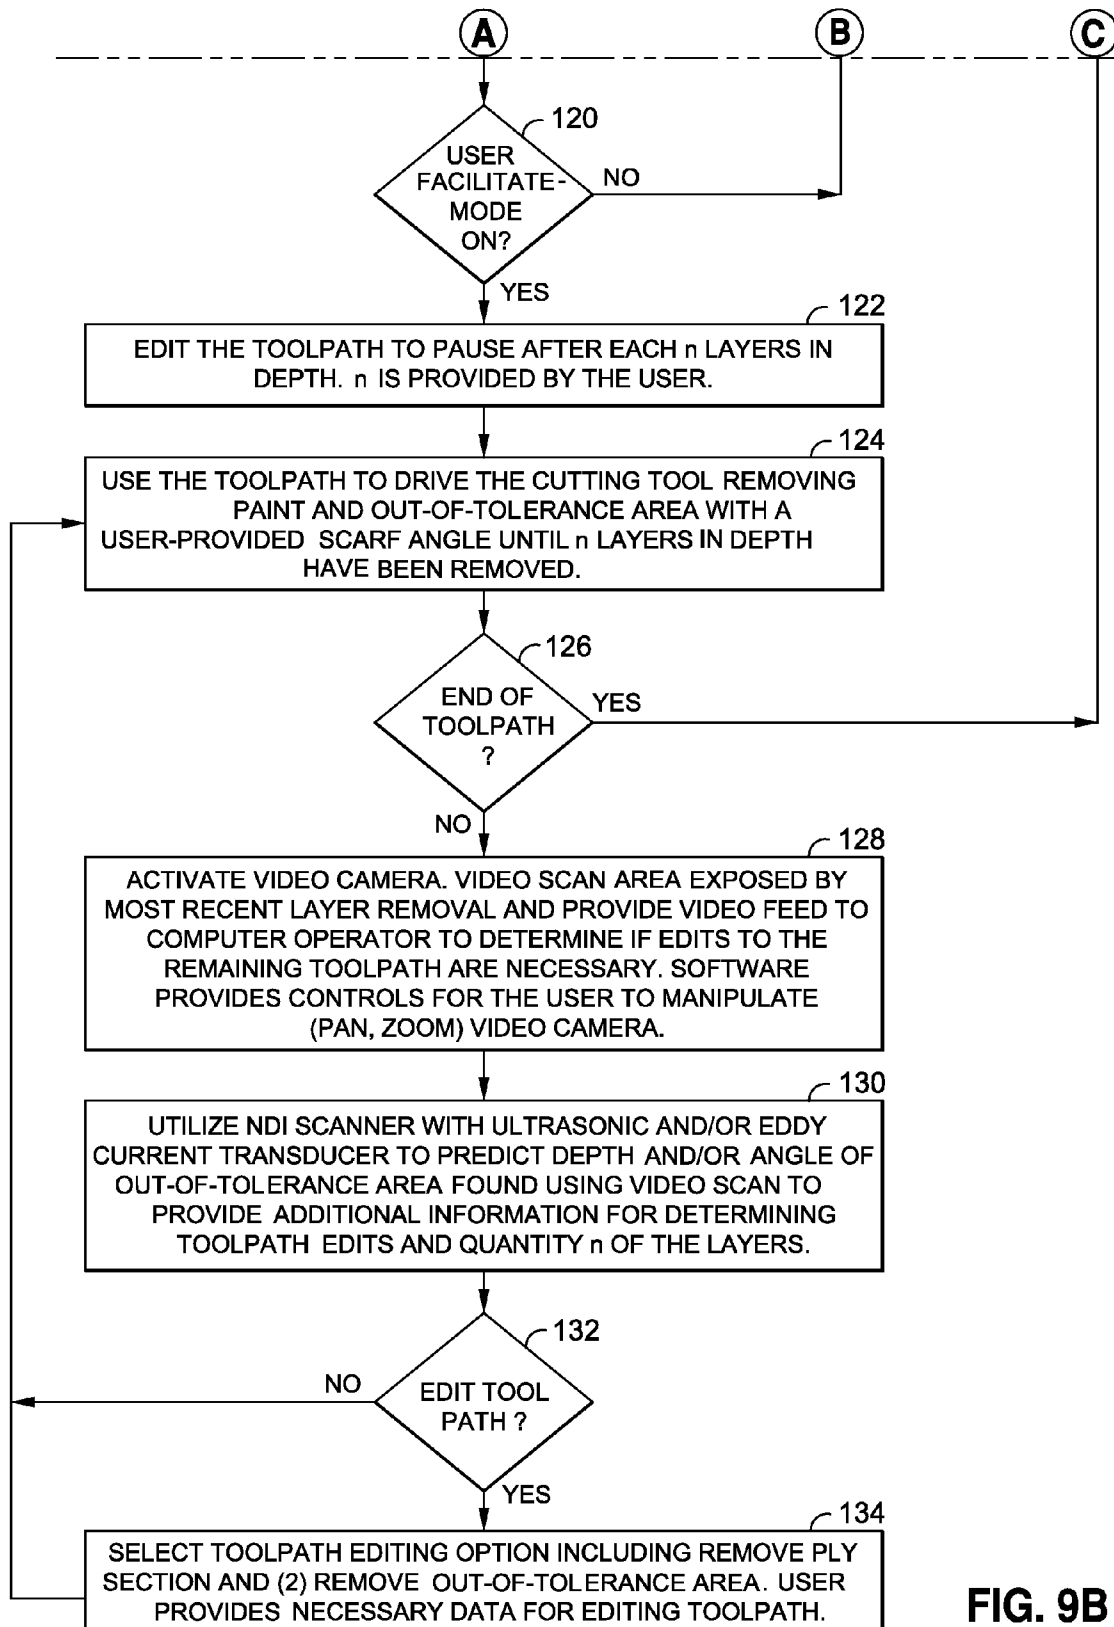 A
B
C
120
USER
FACILITATE-
MODE
ON?
NO
YES
122
EDIT THE TOOLPATH TO PAUSE AFTER EACH n LAYERS IN
DEPTH. n IS PROVIDED BY THE USER.
124
USE THE TOOLPATH TO DRIVE THE CUTTING TOOL REMOVING
PAINT AND OUT-OF-TOLERANCE AREA WITH A
USER-PROVIDED SCARF ANGLE UNTIL n LAYERS IN DEPTH
HAVE BEEN REMOVED.
126
END OF
TOOLPATH
?
YES
NO
128
ACTIVATE VIDEO CAMERA. VIDEO SCAN AREA EXPOSED BY
MOST RECENT LAYER REMOVAL AND PROVIDE VIDEO FEED TO
COMPUTER OPERATOR TO DETERMINE IF EDITS TO THE
REMAINING TOOLPATH ARE NECESSARY. SOFTWARE
PROVIDES CONTROLS FOR THE USER TO MANIPULATE
(PAN, ZOOM) VIDEO CAMERA.
130
UTILIZE NDI SCANNER WITH ULTRASONIC AND/OR EDDY
CURRENT TRANSDUCER TO PREDICT DEPTH AND/OR ANGLE OF
OUT-OF-TOLERANCE AREA FOUND USING VIDEO SCAN TO
PROVIDE ADDITIONAL INFORMATION FOR DETERMINING
TOOLPATH EDITS AND QUANTITY n OF THE LAYERS.
132
EDIT TOOL
PATH ?
NO
YES
134
SELECT TOOLPATH EDITING OPTION INCLUDING REMOVE PLY
SECTION AND (2) REMOVE OUT-OF-TOLERANCE AREA. USER
PROVIDES NECESSARY DATA FOR EDITING TOOLPATH.
FIG. 9B